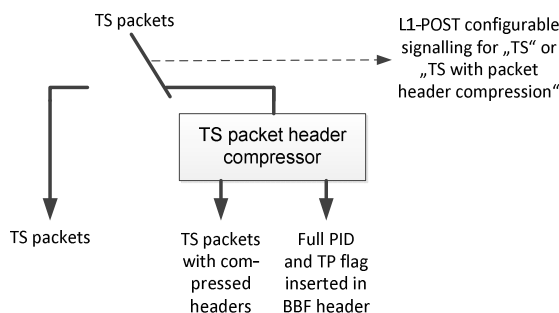 TS packets
L1-POST configurable
signalling for „TS“ or
„TS with packet
header compression“
TS packet header
compressor
TS packets
TS packets
with com-
pressed
headers
Full PID
and TP flag
inserted in
BBF header